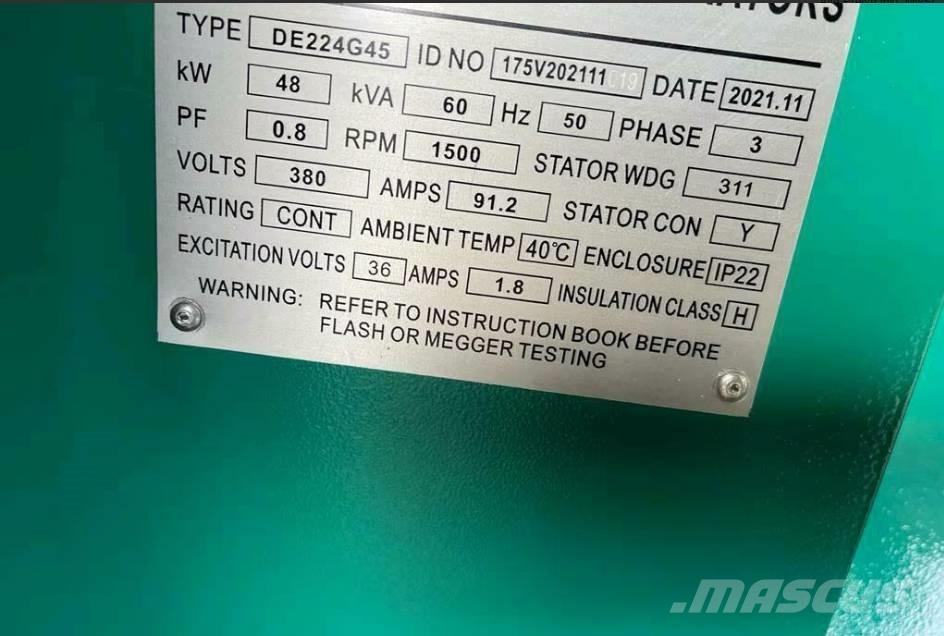 TYPE DE224G45 ID NO 175V202111019 DATE 2021.11
kW 48 kVA 60 Hz 50 PHASE 3
PF 0.8 RPM 1500 STATOR WDG 311
VOLTS 380 AMPS 91.2 STATOR CON Y
RATING CONT AMBIENT TEMP 40℃ ENCLOSURE IP22
EXCITATION VOLTS 36 AMPS 1.8 INSULATION CLASS H
WARNING: REFER TO INSTRUCTION BOOK BEFORE
FLASH OR MEGGER TESTING